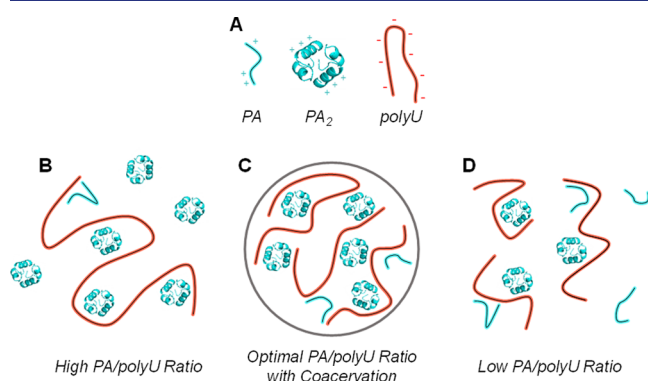 A
PA
PA2
polyU
B
C
D
High PA/polyU Ratio
Optimal PA/polyU Ratio
with Coacervation
Low PA/polyU Ratio